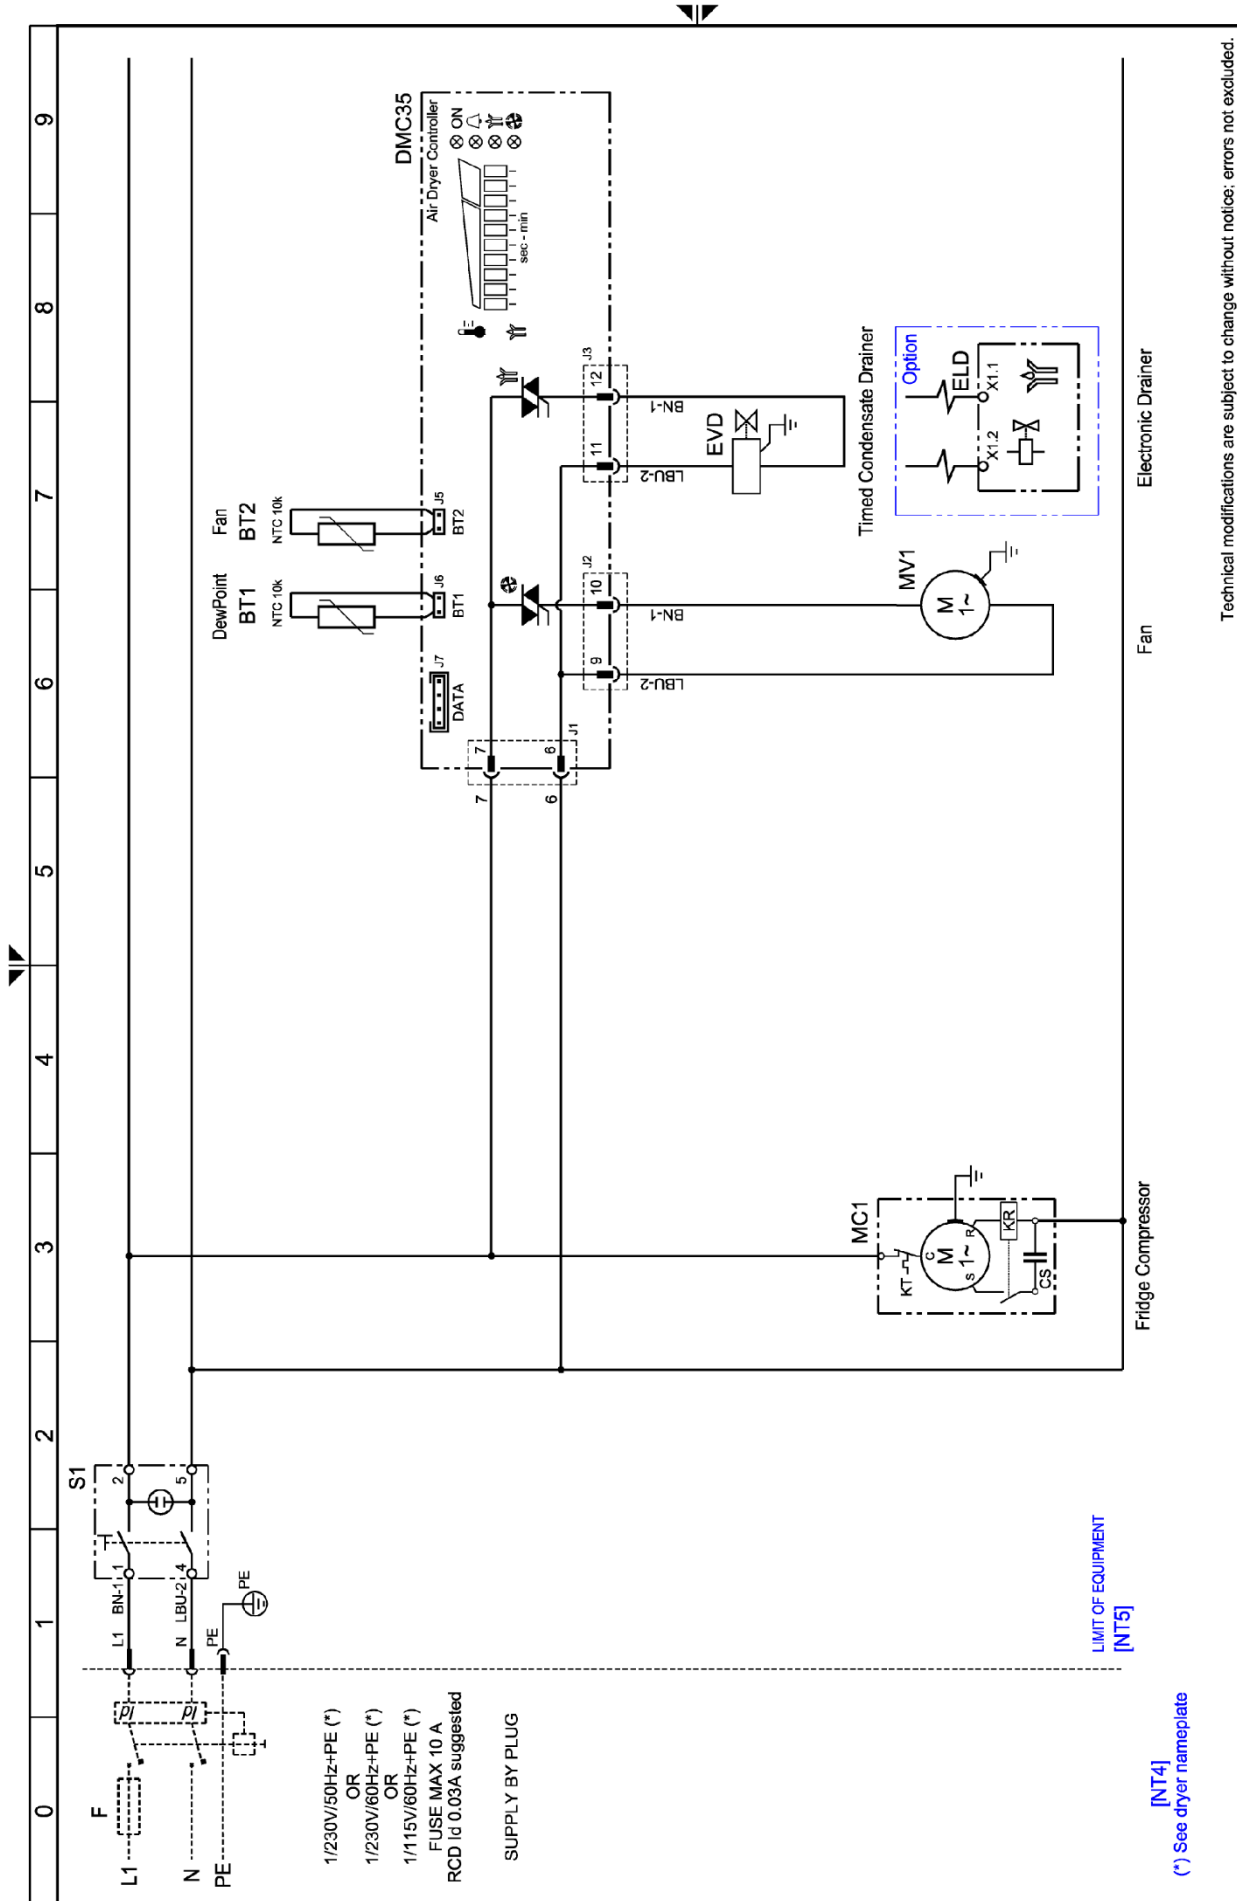 0 1 2 3 4 5 6 7 8 9
F
L1
N
PE
Id
Id
L1 BN-1 1
N LBU-2 4
PE
PE
S1
2
5
1/230V/50Hz+PE (*)
OR
1/230V/60Hz+PE (*)
OR
1/115V/60Hz+PE (*)
FUSE MAX 10 A
RCD Id 0.03A suggested
SUPPLY BY PLUG
LIMIT OF EQUIPMENT
[NT5]
[NT4]
(*) See dryer nameplate
MC1
KT
C
M
1~
S
R
KR
CS
Fridge Compressor
7 7
6 6
J1
DewPoint
BT1
NTC 10k
J6
BT1
Fan
BT2
NTC 10k
J5
BT2
J7
DATA
DMC35
Air Dryer Controller
ON
sec - min
J2
9
10
LBU-2
BN-1
J3
11
12
LBU-2
BN-1
MV1
M
1~
Fan
EVD
Timed Condensate Drainer
Option
ELD
X1.2
X1.1
Electronic Drainer
Technical modifications are subject to change without notice; errors not excluded.